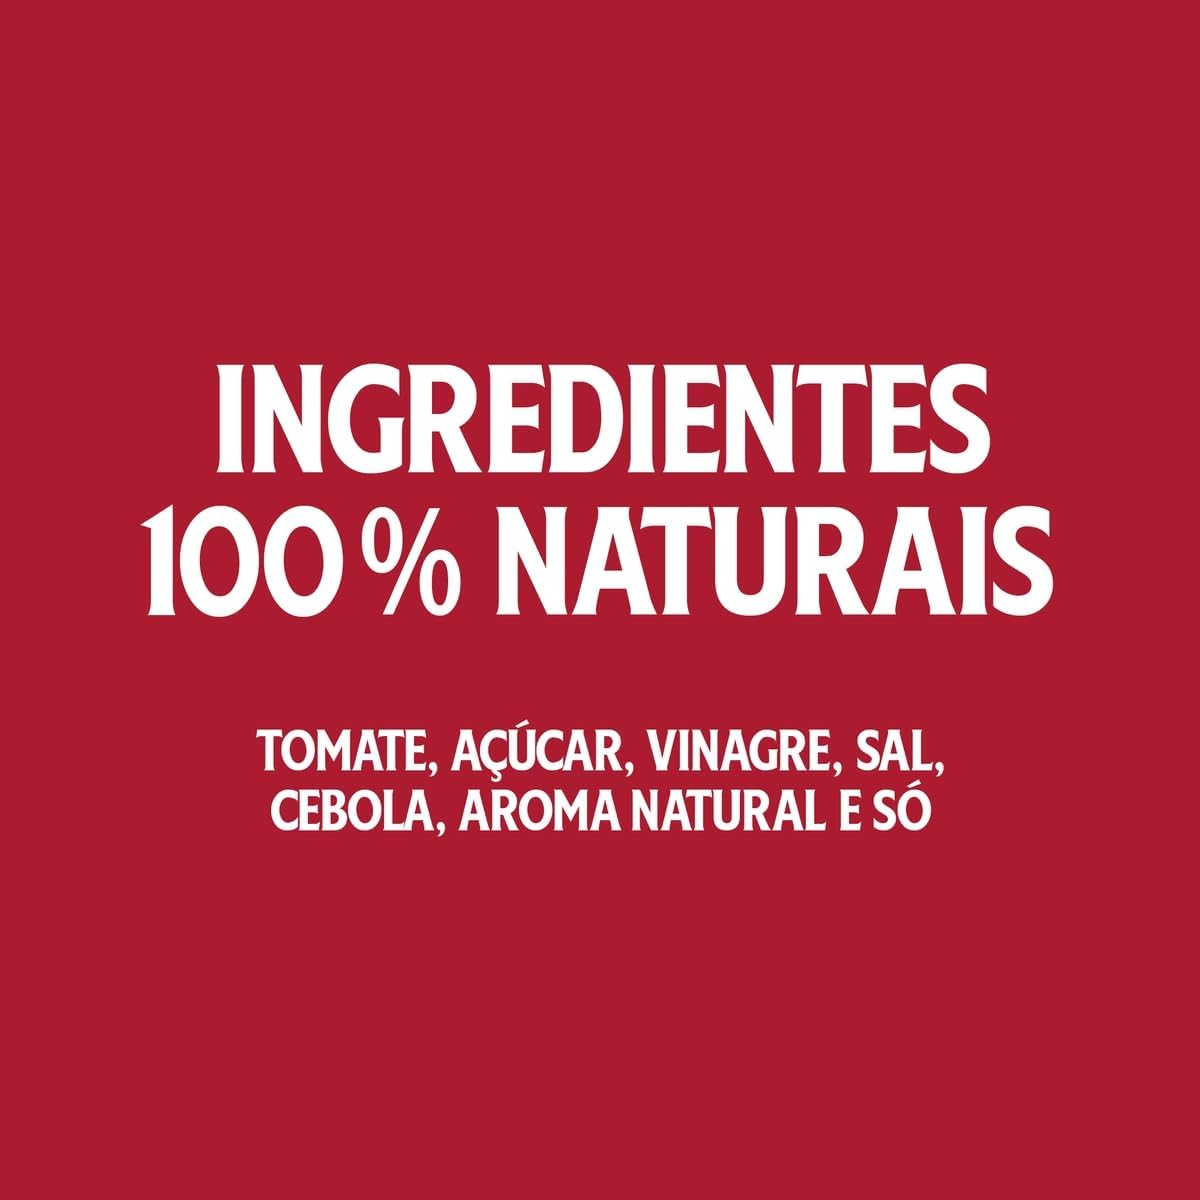 INGREDIENTES
100% NATURAIS
TOMATE, AÇÚCAR, VINAGRE, SAL,
CEBOLA, AROMA NATURAL E SÓ